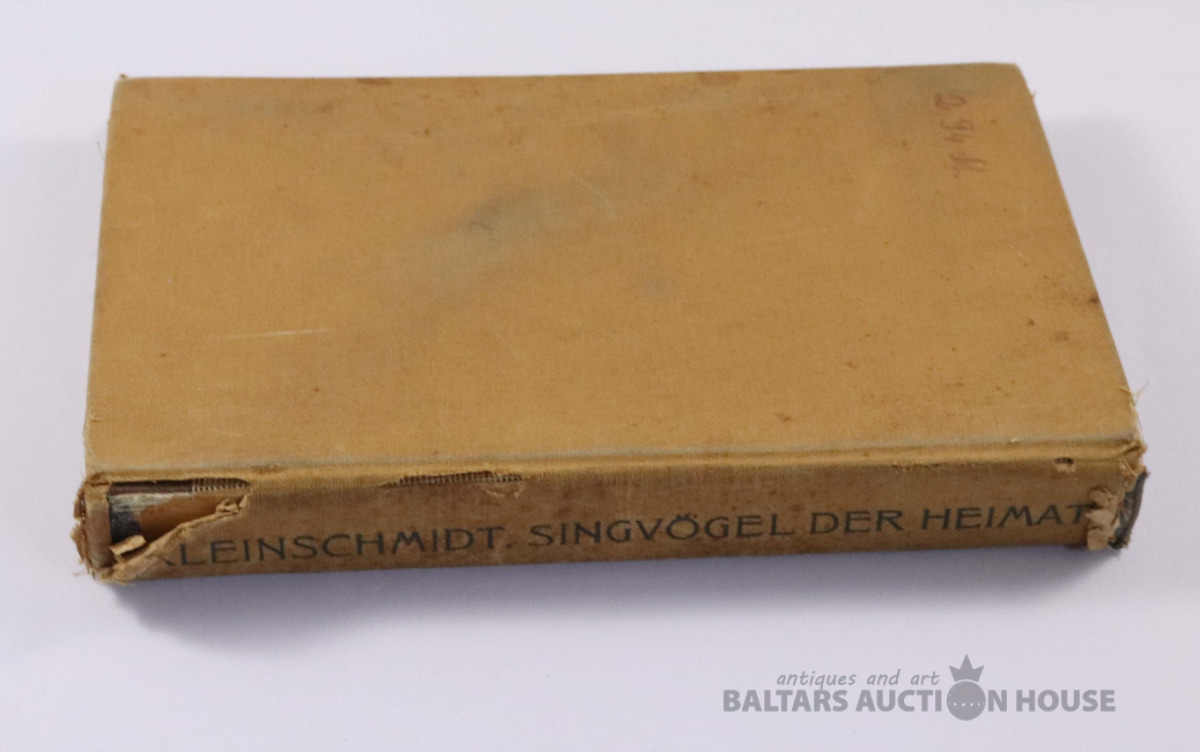 KLEINSCHMIDT. SINGVÖGEL DER HEIMAT
antiques and art
BALTARS AUCTION HOUSE